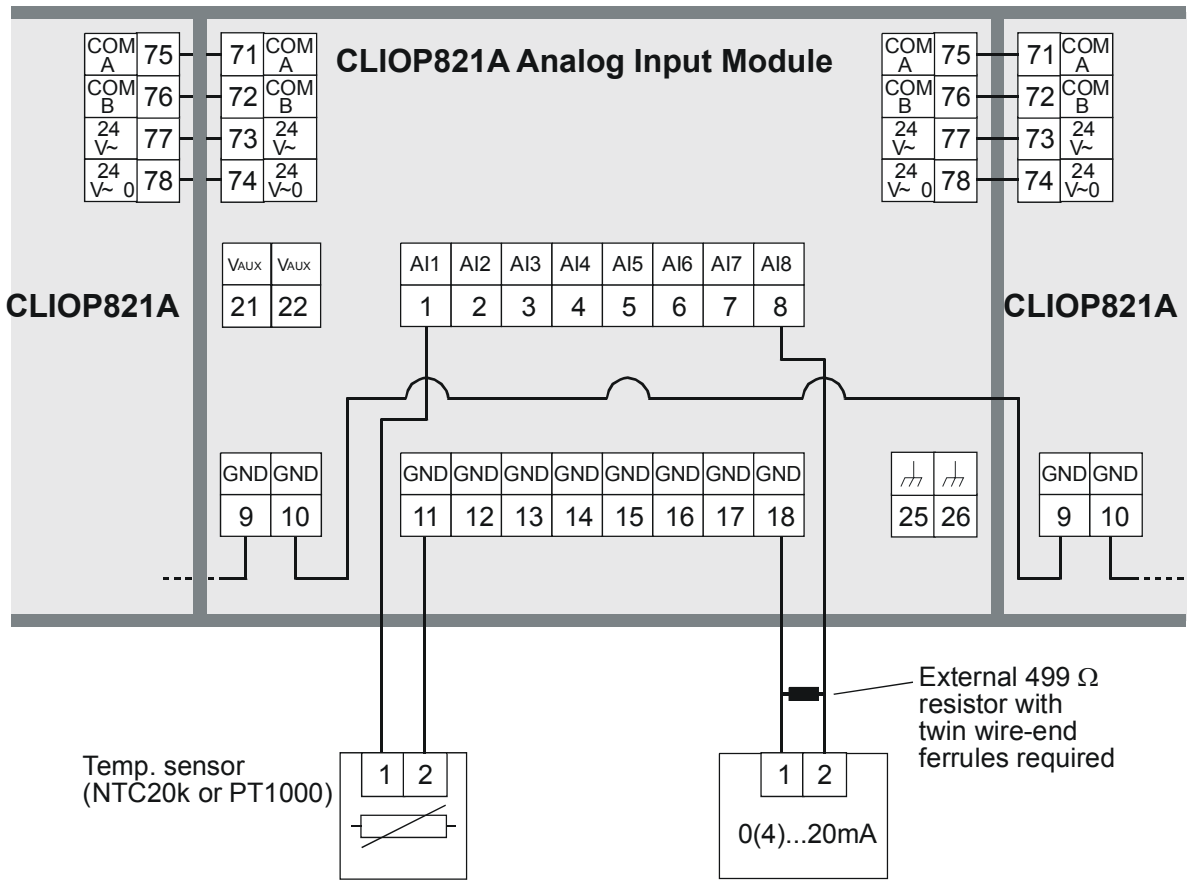 CLIOP821A Analog Input Module
COM A 75 71 COM A
COM B 76 72 COM B
24 V~ 77 73 24 V~
24 V~ 0 78 74 24 V~0
COM A 75 71 COM A
COM B 76 72 COM B
24 V~ 77 73 24 V~
24 V~ 0 78 74 24 V~0
VAUX VAUX
21 22
AI1 AI2 AI3 AI4 AI5 AI6 AI7 AI8
1 2 3 4 5 6 7 8
CLIOP821A
CLIOP821A
GND GND
9 10
GND GND GND GND GND GND GND GND
11 12 13 14 15 16 17 18
25 26
GND GND
9 10
External 499 Ω
resistor with
twin wire-end
ferrules required
Temp. sensor
(NTC20k or PT1000)
1 2
1 2
0(4)...20mA